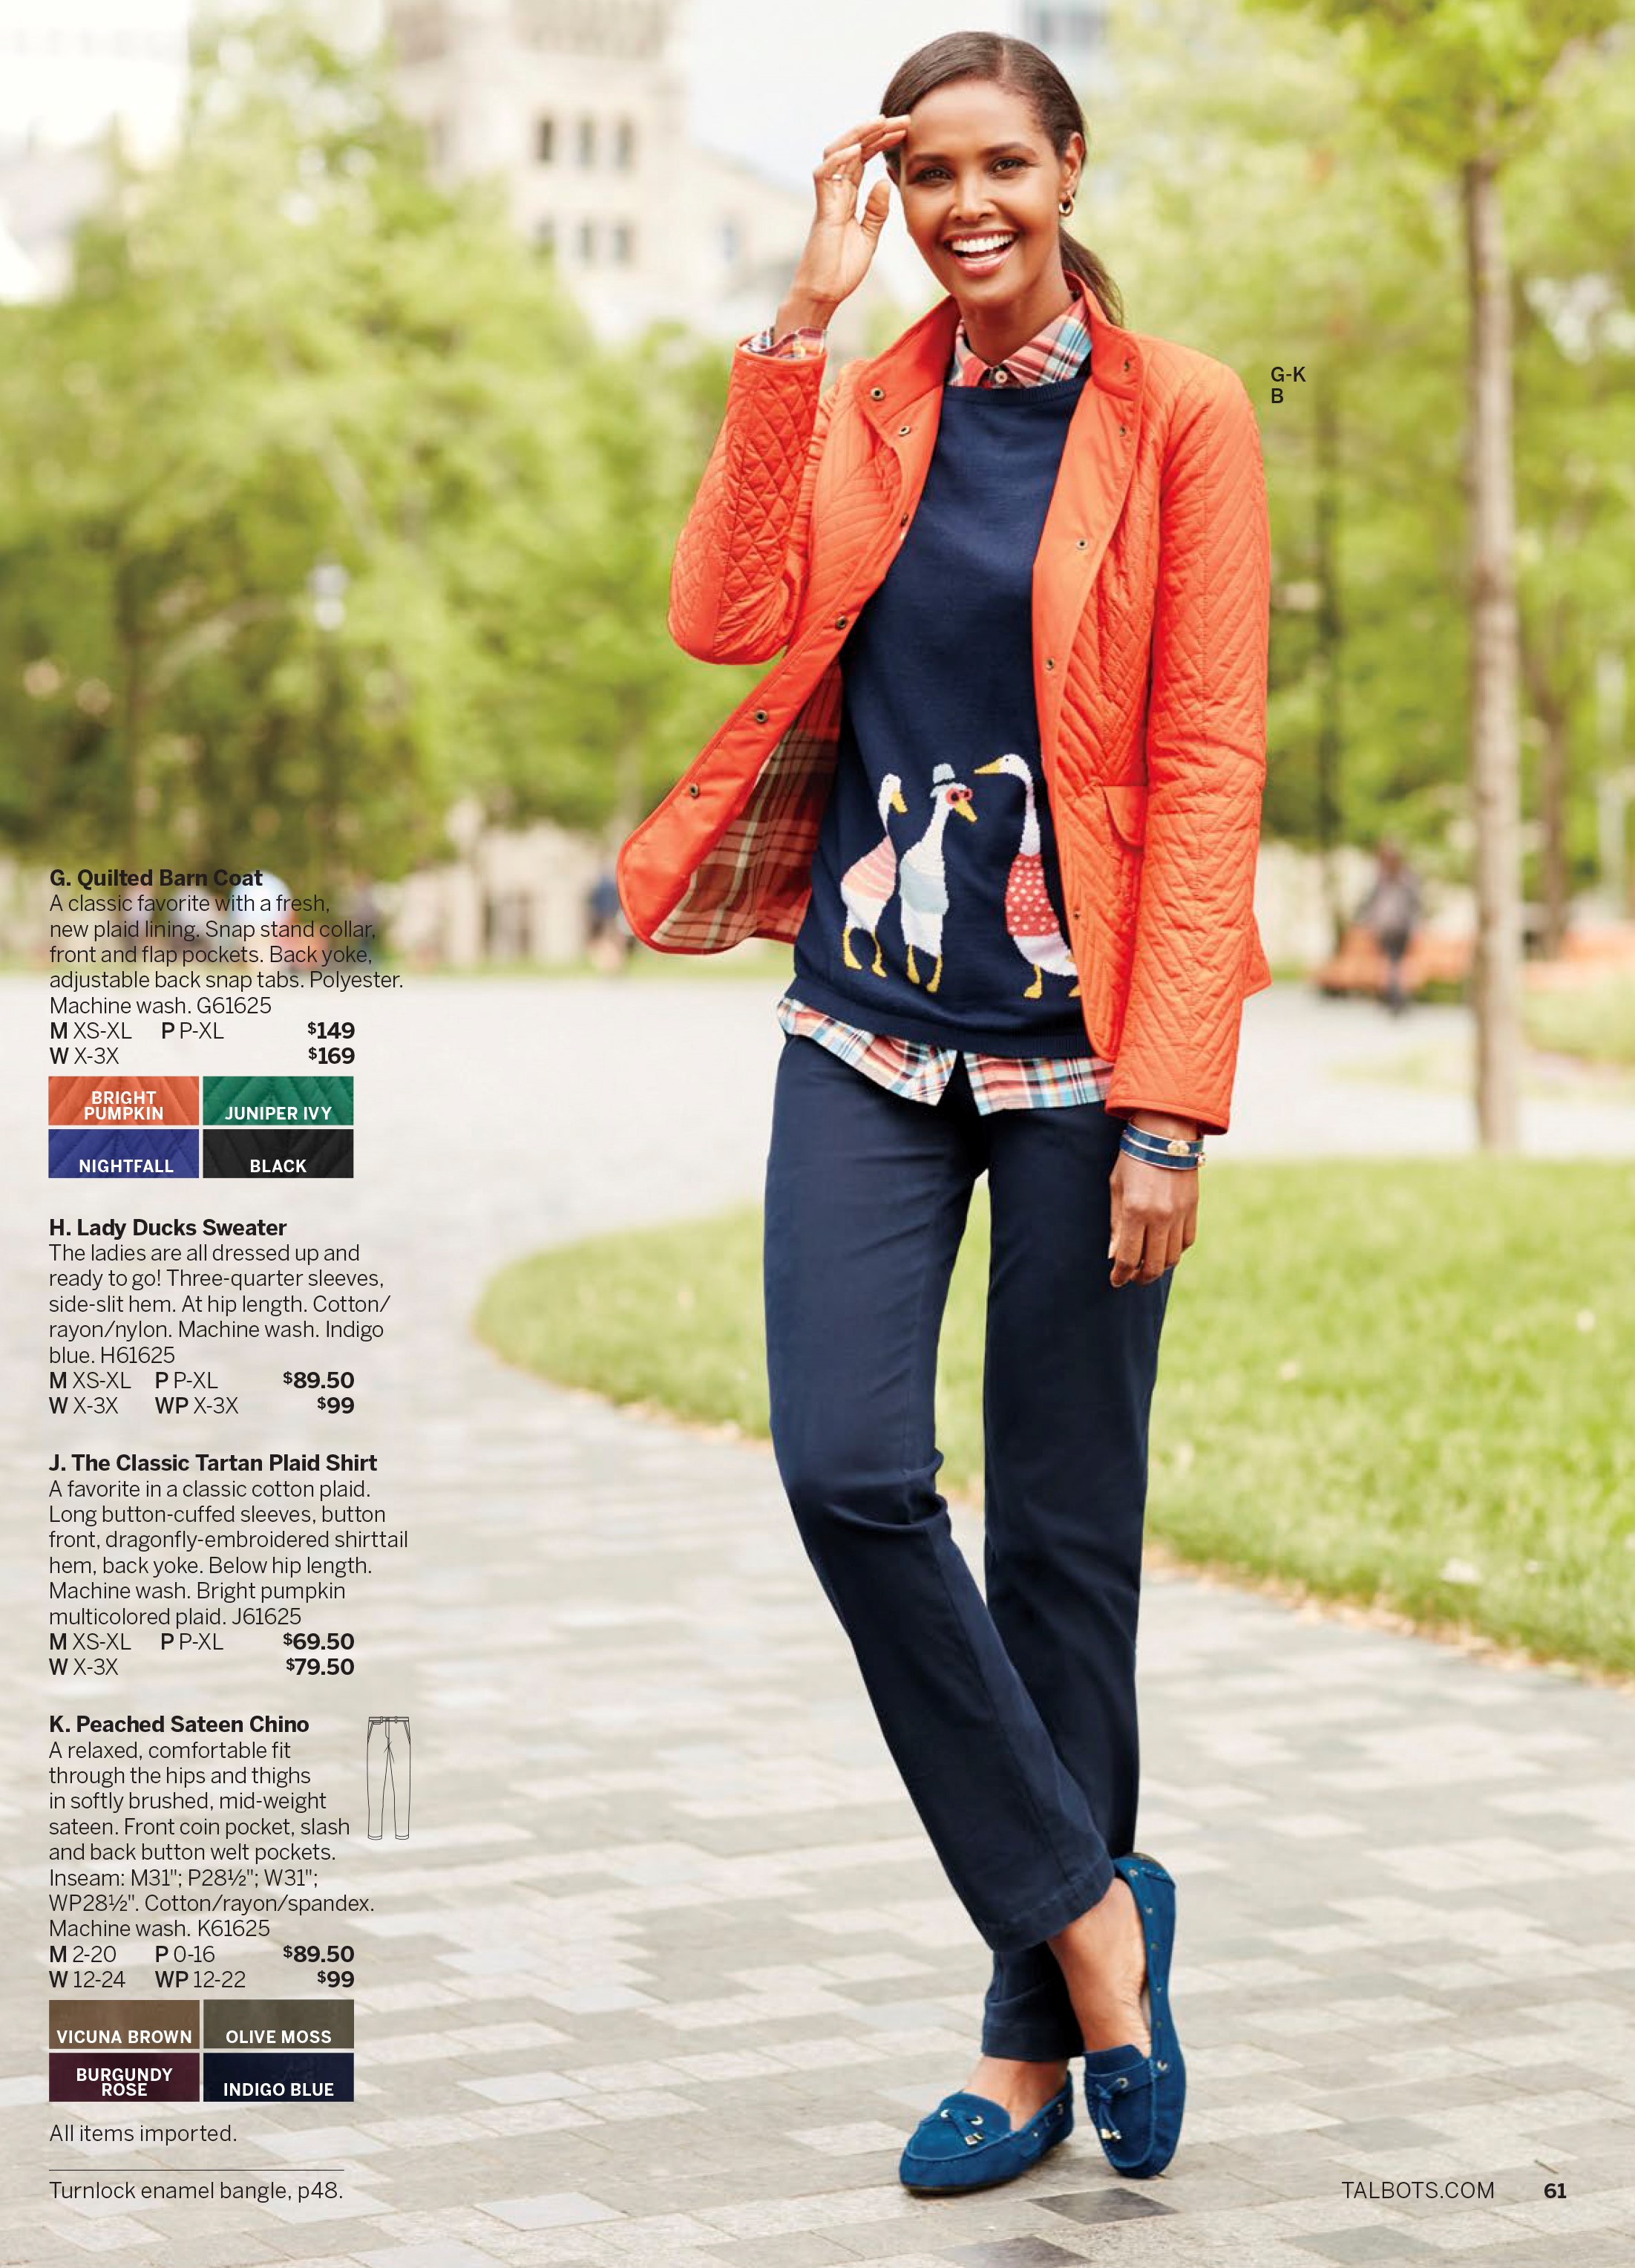 G-K
B
G. Quilted Barn Coat
A classic favorite with a fresh,
new plaid lining. Snap stand collar,
front and flap pockets. Back yoke,
adjustable back snap tabs. Polyester.
Machine wash. G61625
M XS-XL P P-XL $149
W X-3X $169
BRIGHT
PUMPKIN
JUNIPER IVY
NIGHTFALL
BLACK
H. Lady Ducks Sweater
The ladies are all dressed up and
ready to go! Three-quarter sleeves,
side-slit hem. At hip length. Cotton/
rayon/nylon. Machine wash. Indigo
blue. H61625
M XS-XL P P-XL $89.50
W X-3X WP X-3X $99
J. The Classic Tartan Plaid Shirt
A favorite in a classic cotton plaid.
Long button-cuffed sleeves, button
front, dragonfly-embroidered shirttail
hem, back yoke. Below hip length.
Machine wash. Bright pumpkin
multicolored plaid. J61625
M XS-XL P P-XL $69.50
W X-3X $79.50
K. Peached Sateen Chino
A relaxed, comfortable fit
through the hips and thighs
in softly brushed, mid-weight
sateen. Front coin pocket, slash
and back button welt pockets.
Inseam: M31"; P28½"; W31";
WP28½". Cotton/rayon/spandex.
Machine wash. K61625
M 2-20 P 0-16 $89.50
W 12-24 WP 12-22 $99
VICUNA BROWN
OLIVE MOSS
BURGUNDY
ROSE
INDIGO BLUE
All items imported.
Turnlock enamel bangle, p48.
TALBOTS.COM 61